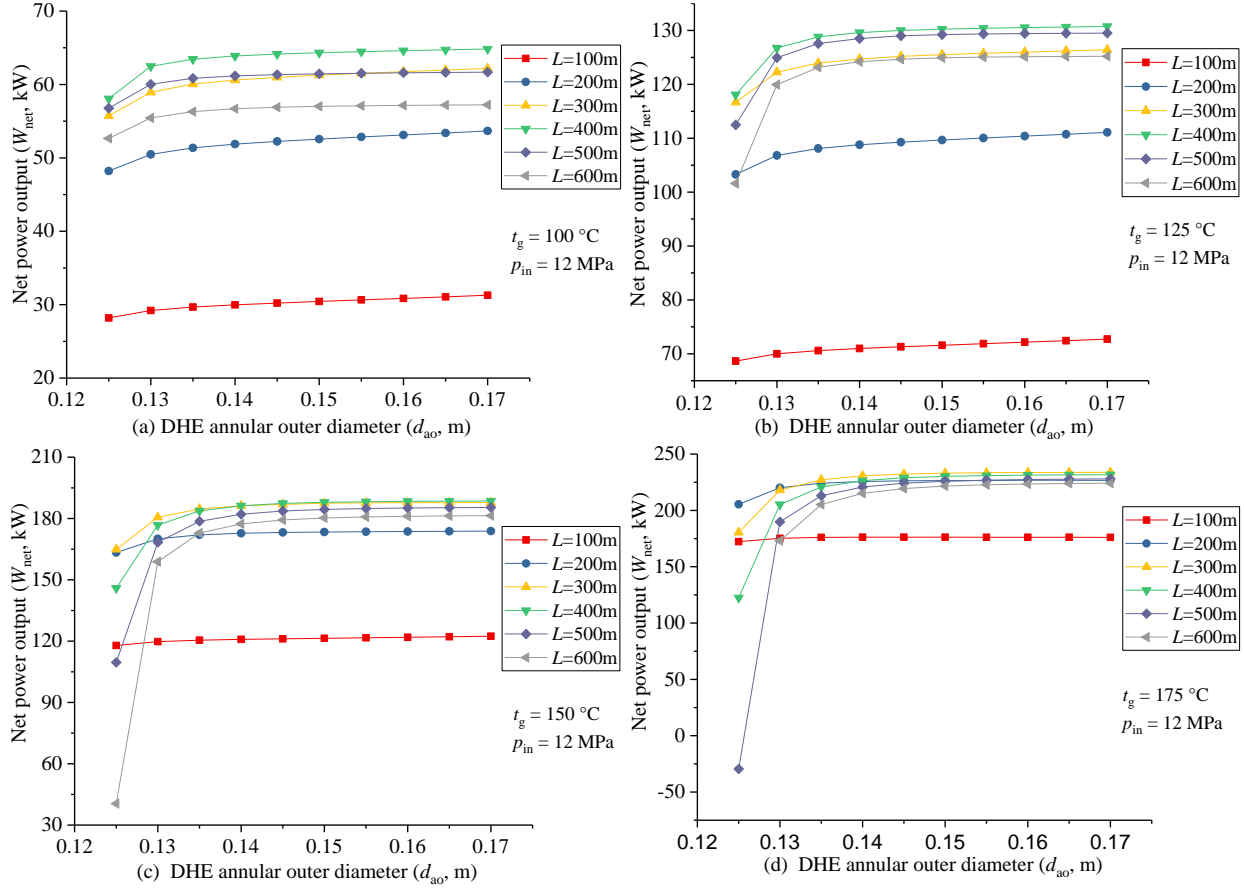 70
60
50
40
30
20
Net power output (Wnet, kW)
0.12 0.13 0.14 0.15 0.16 0.17
(a) DHE annular outer diameter (dao, m)
L=100m
L=200m
L=300m
L=400m
L=500m
L=600m
tg = 100 °C
pin = 12 MPa
130
120
110
100
90
80
70
Net power output (Wnet, kW)
0.12 0.13 0.14 0.15 0.16 0.17
(b) DHE annular outer diameter (dao, m)
L=100m
L=200m
L=300m
L=400m
L=500m
L=600m
tg = 125 °C
pin = 12 MPa
210
180
150
120
90
60
30
Net power output (Wnet, kW)
0.12 0.13 0.14 0.15 0.16 0.17
(c) DHE annular outer diameter (dao, m)
L=100m
L=200m
L=300m
L=400m
L=500m
L=600m
tg = 150 °C
pin = 12 MPa
250
200
150
100
50
0
-50
Net power output (Wnet, kW)
0.12 0.13 0.14 0.15 0.16 0.17
(d) DHE annular outer diameter (dao, m)
L=100m
L=200m
L=300m
L=400m
L=500m
L=600m
tg = 175 °C
pin = 12 MPa